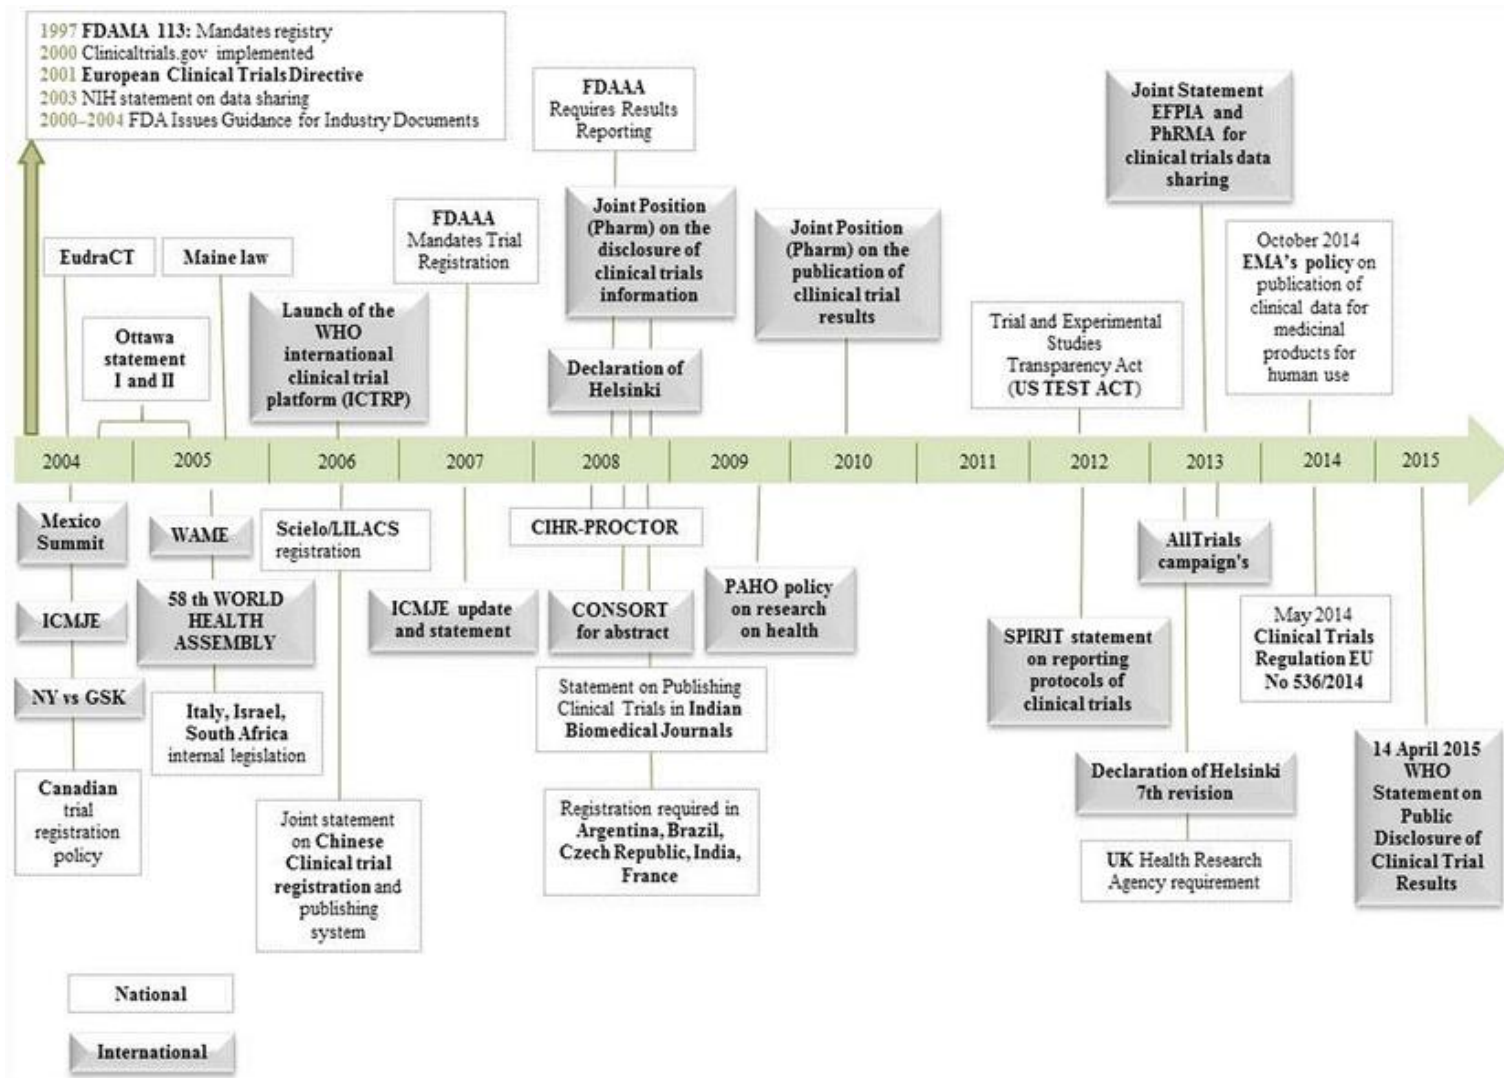 1997 FDAMA 113: Mandates registry
2000 Clinicaltrials.gov implemented
2001 European Clinical Trials Directive
2003 NIH statement on data sharing
2000–2004 FDA Issues Guidance for Industry Documents
EudraCT
Ottawa
statement
I and II
Maine law
Launch of the
WHO
international
clinical trial
platform (ICTRP)
FDAAA
Mandates Trial
Registration
FDAAA
Requires Results
Reporting
Joint Position
(Pharm) on the
disclosure of
clinical trials
information
Declaration of
Helsinki
Joint Position
(Pharm) on the
publication of
cllinical trial
results
Trial and Experimental
Studies
Transparency Act
(US TEST ACT)
Joint Statement
EFPIA and
PhRMA for
clinical trials data
sharing
October 2014
EMA's policy on
publication of
clinical data for
medicinal
products for
human use
2004 2005 2006 2007 2008 2009 2010 2011 2012 2013 2014 2015
Mexico
Summit
ICMJE
NY vs GSK
Canadian
trial
registration
policy
WAME
58 th WORLD
HEALTH
ASSEMBLY
Italy, Israel,
South Africa
internal legislation
Scielo/LILACS
registration
Joint statement
on Chinese
Clinical trial
registration and
publishing
system
ICMJE update
and statement
CIHR-PROCTOR
CONSORT
for abstract
Statement on Publishing
Clinical Trials in Indian
Biomedical Journals
Registration required in
Argentina, Brazil,
Czech Republic, India,
France
PAHO policy
on research
on health
SPIRIT statement
on reporting
protocols of
clinical trials
AllTrials
campaign's
Declaration of Helsinki
7th revision
UK Health Research
Agency requirement
May 2014
Clinical Trials
Regulation EU
No 536/2014
14 April 2015
WHO
Statement on
Public
Disclosure of
Clinical Trial
Results
National
International